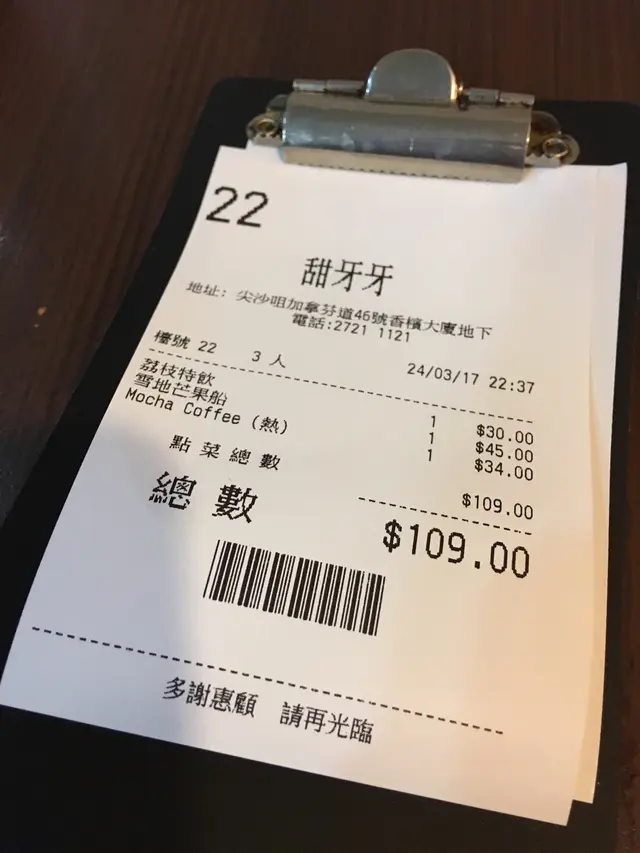 22
甜牙牙
地址: 尖沙咀加拿芬道46號香檳大廈地下
電話:2721 1121
檯號 22 3 人 24/03/17 22:37
荔枝特飲 1 $30.00
雪地芒果船 1 $45.00
Mocha Coffee (熱) 1 $34.00
點菜總數 $109.00
總數 $109.00
多謝惠顧 請再光臨